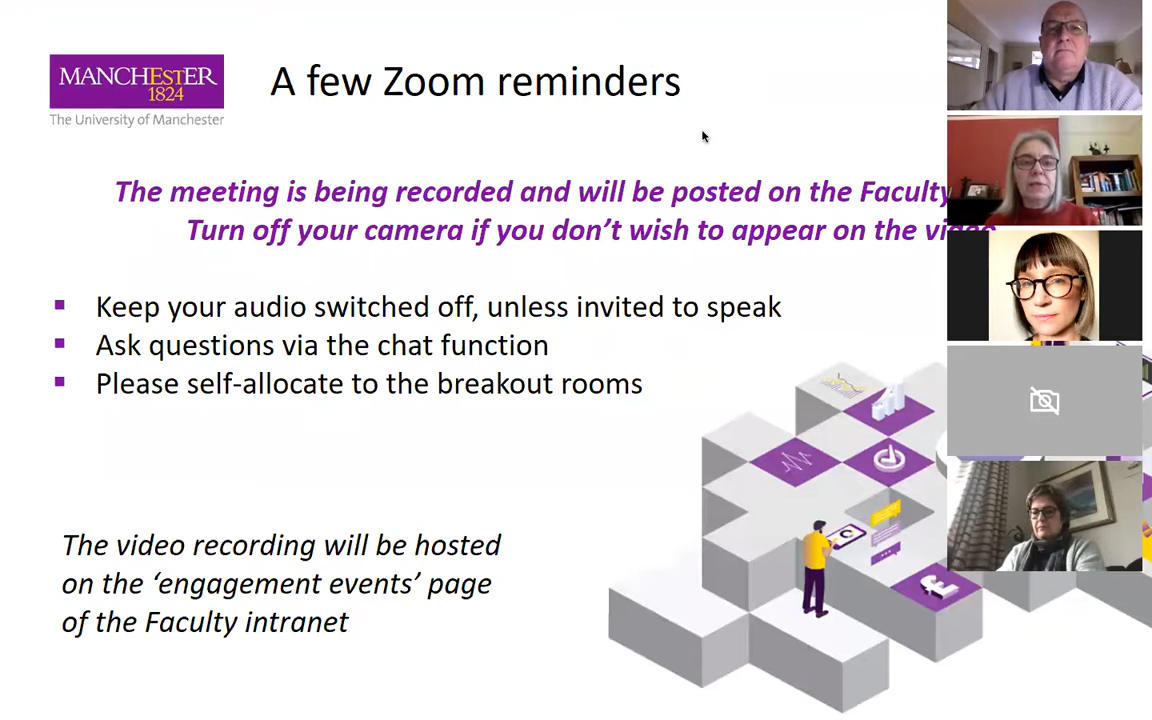 MANCHESTER
1824
The University of Manchester
A few Zoom reminders
The meeting is being recorded and will be posted on the Faculty
Turn off your camera if you don’t wish to appear on the video
▪ Keep your audio switched off, unless invited to speak
▪ Ask questions via the chat function
▪ Please self-allocate to the breakout rooms
The video recording will be hosted
on the ‘engagement events’ page
of the Faculty intranet
£